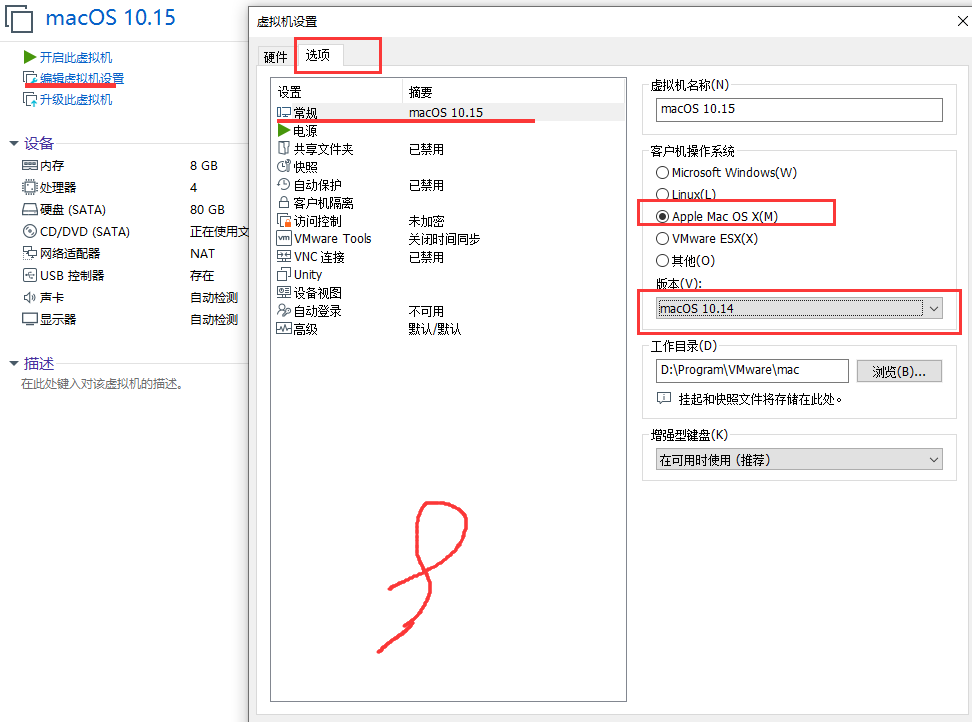 macOS 10.15
开启此虚拟机
编辑虚拟机设置
升级此虚拟机
设备
内存 8 GB
处理器 4
硬盘 (SATA) 80 GB
CD/DVD (SATA) 正在使用文
网络适配器 NAT
USB 控制器 存在
声卡 自动检测
显示器 自动检测
描述
在此处键入对该虚拟机的描述。
虚拟机设置
硬件 选项
设置 摘要
常规 macOS 10.15
电源
共享文件夹 已禁用
快照
自动保护 已禁用
客户机隔离
访问控制 未加密
VMware Tools 关闭时间同步
VNC 连接 已禁用
Unity
设备视图
自动登录 不可用
高级 默认/默认
虚拟机名称(N)
macOS 10.15
客户机操作系统
Microsoft Windows(W)
Linux(L)
Apple Mac OS X(M)
VMware ESX(X)
其他(O)
版本(V):
macOS 10.14
工作目录(D)
D:\Program\VMware\mac
浏览(B)...
挂起和快照文件将存储在此处。
增强型键盘(K)
在可用时使用 (推荐)